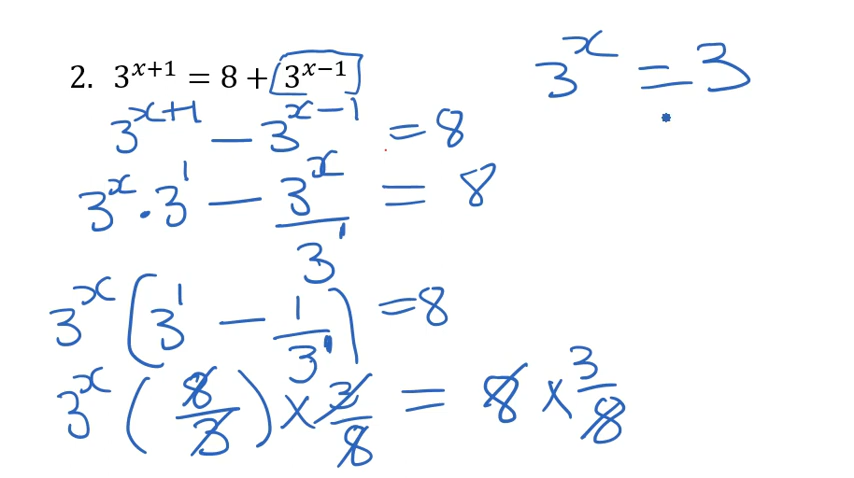 2. 3^{x+1} = 8 + 3^{x−1}
3^{x+1} − 3^{x−1} = 8
3^x · 3^1 − 3^x/3^1 = 8
3^x (3^1 − 1/3^1) = 8
3^x (8/3) × 3/8 = 8 × 3/8
3^x = 3